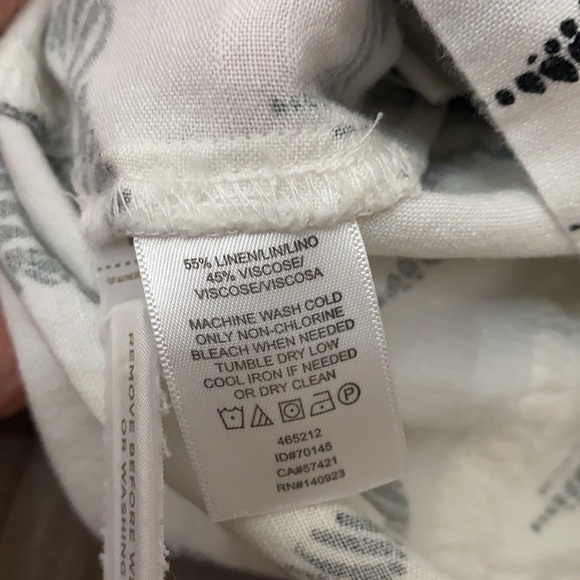 55% LINEN/LIN/LINO
45% VISCOSE/
VISCOSE/VISCOSA
MACHINE WASH COLD
ONLY NON-CHLORINE
BLEACH WHEN NEEDED
TUMBLE DRY LOW
COOL IRON IF NEEDED
OR DRY CLEAN
P
465212
ID#70145
CA#57421
RN#140923
REMOVE BEFORE W
OR WASHING